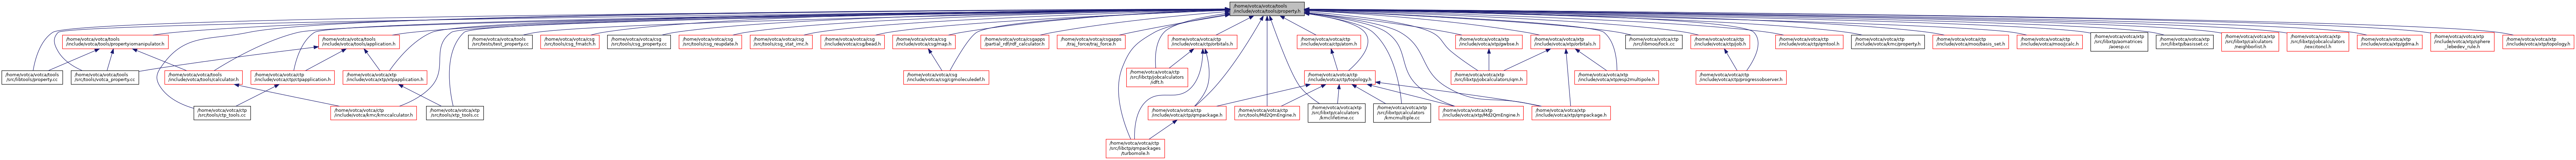 /home/votca/votca/tools
/include/votca/tools/property.h
/home/votca/votca/tools
/include/votca/tools/propertyiomanipulator.h
/home/votca/votca/tools
/include/votca/tools/application.h
/home/votca/votca/tools
/src/tests/test_property.cc
/home/votca/votca/csg
/src/tools/csg_fmatch.h
/home/votca/votca/csg
/src/tools/csg_property.cc
/home/votca/votca/csg
/src/tools/csg_reupdate.h
/home/votca/votca/csg
/src/tools/csg_stat_imc.h
/home/votca/votca/csg
/include/votca/csg/bead.h
/home/votca/votca/csg
/include/votca/csg/map.h
/home/votca/votca/csgapps
/partial_rdf/rdf_calculator.h
/home/votca/votca/csgapps
/traj_force/traj_force.h
/home/votca/votca/ctp
/include/votca/ctp/orbitals.h
/home/votca/votca/ctp
/include/votca/ctp/atom.h
/home/votca/votca/xtp
/include/votca/xtp/gwbse.h
/home/votca/votca/xtp
/include/votca/xtp/orbitals.h
/home/votca/votca/ctp
/src/libmoo/fock.cc
/home/votca/votca/ctp
/include/votca/ctp/job.h
/home/votca/votca/ctp
/include/votca/ctp/qmtool.h
/home/votca/votca/ctp
/include/votca/kmc/property.h
/home/votca/votca/ctp
/include/votca/moo/basis_set.h
/home/votca/votca/ctp
/include/votca/moo/jcalc.h
/home/votca/votca/xtp
/src/libxtp/aomatrices
/aoesp.cc
/home/votca/votca/xtp
/src/libxtp/basisset.cc
/home/votca/votca/xtp
/src/libxtp/calculators
/neighborlist.h
/home/votca/votca/xtp
/src/libxtp/jobcalculators
/iexcitoncl.h
/home/votca/votca/xtp
/include/votca/xtp/gdma.h
/home/votca/votca/xtp
/include/votca/xtp/sphere
_lebedev_rule.h
/home/votca/votca/xtp
/include/votca/xtp/topology.h
/home/votca/votca/tools
/src/libtools/property.cc
/home/votca/votca/tools
/src/tools/votca_property.cc
/home/votca/votca/tools
/include/votca/tools/calculator.h
/home/votca/votca/ctp
/include/votca/ctp/ctpapplication.h
/home/votca/votca/xtp
/include/votca/xtp/xtpapplication.h
/home/votca/votca/csg
/include/votca/csg/cgmoleculedef.h
/home/votca/votca/ctp
/src/libctp/jobcalculators
/idft.h
/home/votca/votca/ctp
/include/votca/ctp/topology.h
/home/votca/votca/xtp
/src/libxtp/jobcalculators/iqm.h
/home/votca/votca/xtp
/include/votca/xtp/esp2multipole.h
/home/votca/votca/ctp
/include/votca/ctp/progressobserver.h
/home/votca/votca/ctp
/src/tools/ctp_tools.cc
/home/votca/votca/ctp
/include/votca/kmc/kmccalculator.h
/home/votca/votca/xtp
/src/tools/xtp_tools.cc
/home/votca/votca/ctp
/include/votca/ctp/qmpackage.h
/home/votca/votca/ctp
/src/tools/Md2QmEngine.h
/home/votca/votca/xtp
/src/libxtp/calculators
/kmclifetime.cc
/home/votca/votca/xtp
/src/libxtp/calculators
/kmcmultiple.cc
/home/votca/votca/xtp
/include/votca/xtp/Md2QmEngine.h
/home/votca/votca/xtp
/include/votca/xtp/qmpackage.h
/home/votca/votca/ctp
/src/libctp/qmpackages
/turbomole.h